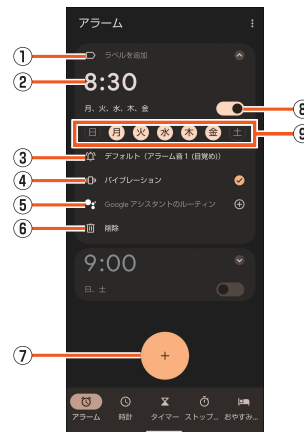 アラーム
① ラベルを追加
② 8:30
月、火、水、木、金 ⑧
日 月 火 水 木 金 土 ⑨
③ デフォルト（アラーム音1（目覚め））
④ バイブレーション
⑤ Google アシスタントのルーティン
⑥ 削除
9:00
日、土
⑦ +
アラーム 時計 タイマー ストップ... おやすみ...